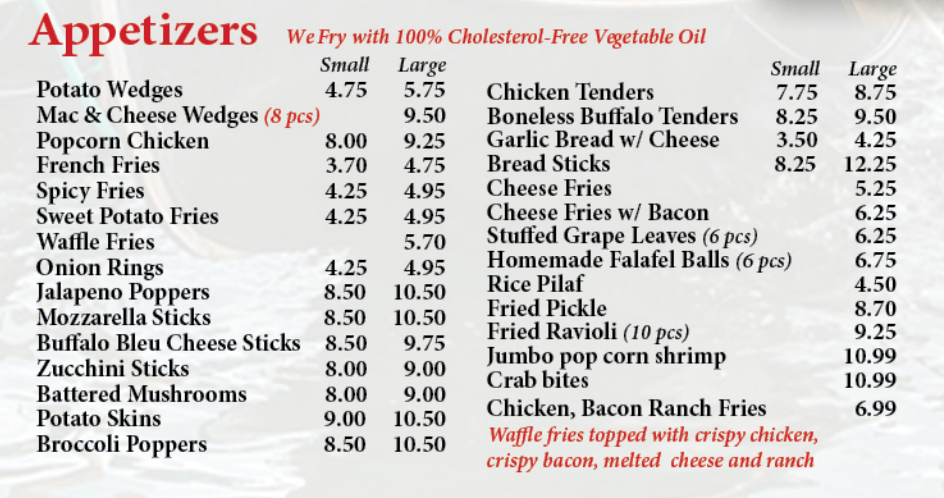 Appetizers We Fry with 100% Cholesterol-Free Vegetable Oil
Small Large
Potato Wedges 4.75 5.75
Mac & Cheese Wedges (8 pcs) 9.50
Popcorn Chicken 8.00 9.25
French Fries 3.70 4.75
Spicy Fries 4.25 4.95
Sweet Potato Fries 4.25 4.95
Waffle Fries 5.70
Onion Rings 4.25 4.95
Jalapeno Poppers 8.50 10.50
Mozzarella Sticks 8.50 10.50
Buffalo Bleu Cheese Sticks 8.50 9.75
Zucchini Sticks 8.00 9.00
Battered Mushrooms 8.00 9.00
Potato Skins 9.00 10.50
Broccoli Poppers 8.50 10.50
Small Large
Chicken Tenders 7.75 8.75
Boneless Buffalo Tenders 8.25 9.50
Garlic Bread w/ Cheese 3.50 4.25
Bread Sticks 8.25 12.25
Cheese Fries 5.25
Cheese Fries w/ Bacon 6.25
Stuffed Grape Leaves (6 pcs) 6.25
Homemade Falafel Balls (6 pcs) 6.75
Rice Pilaf 4.50
Fried Pickle 8.70
Fried Ravioli (10 pcs) 9.25
Jumbo pop corn shrimp 10.99
Crab bites 10.99
Chicken, Bacon Ranch Fries 6.99
Waffle fries topped with crispy chicken,
crispy bacon, melted cheese and ranch